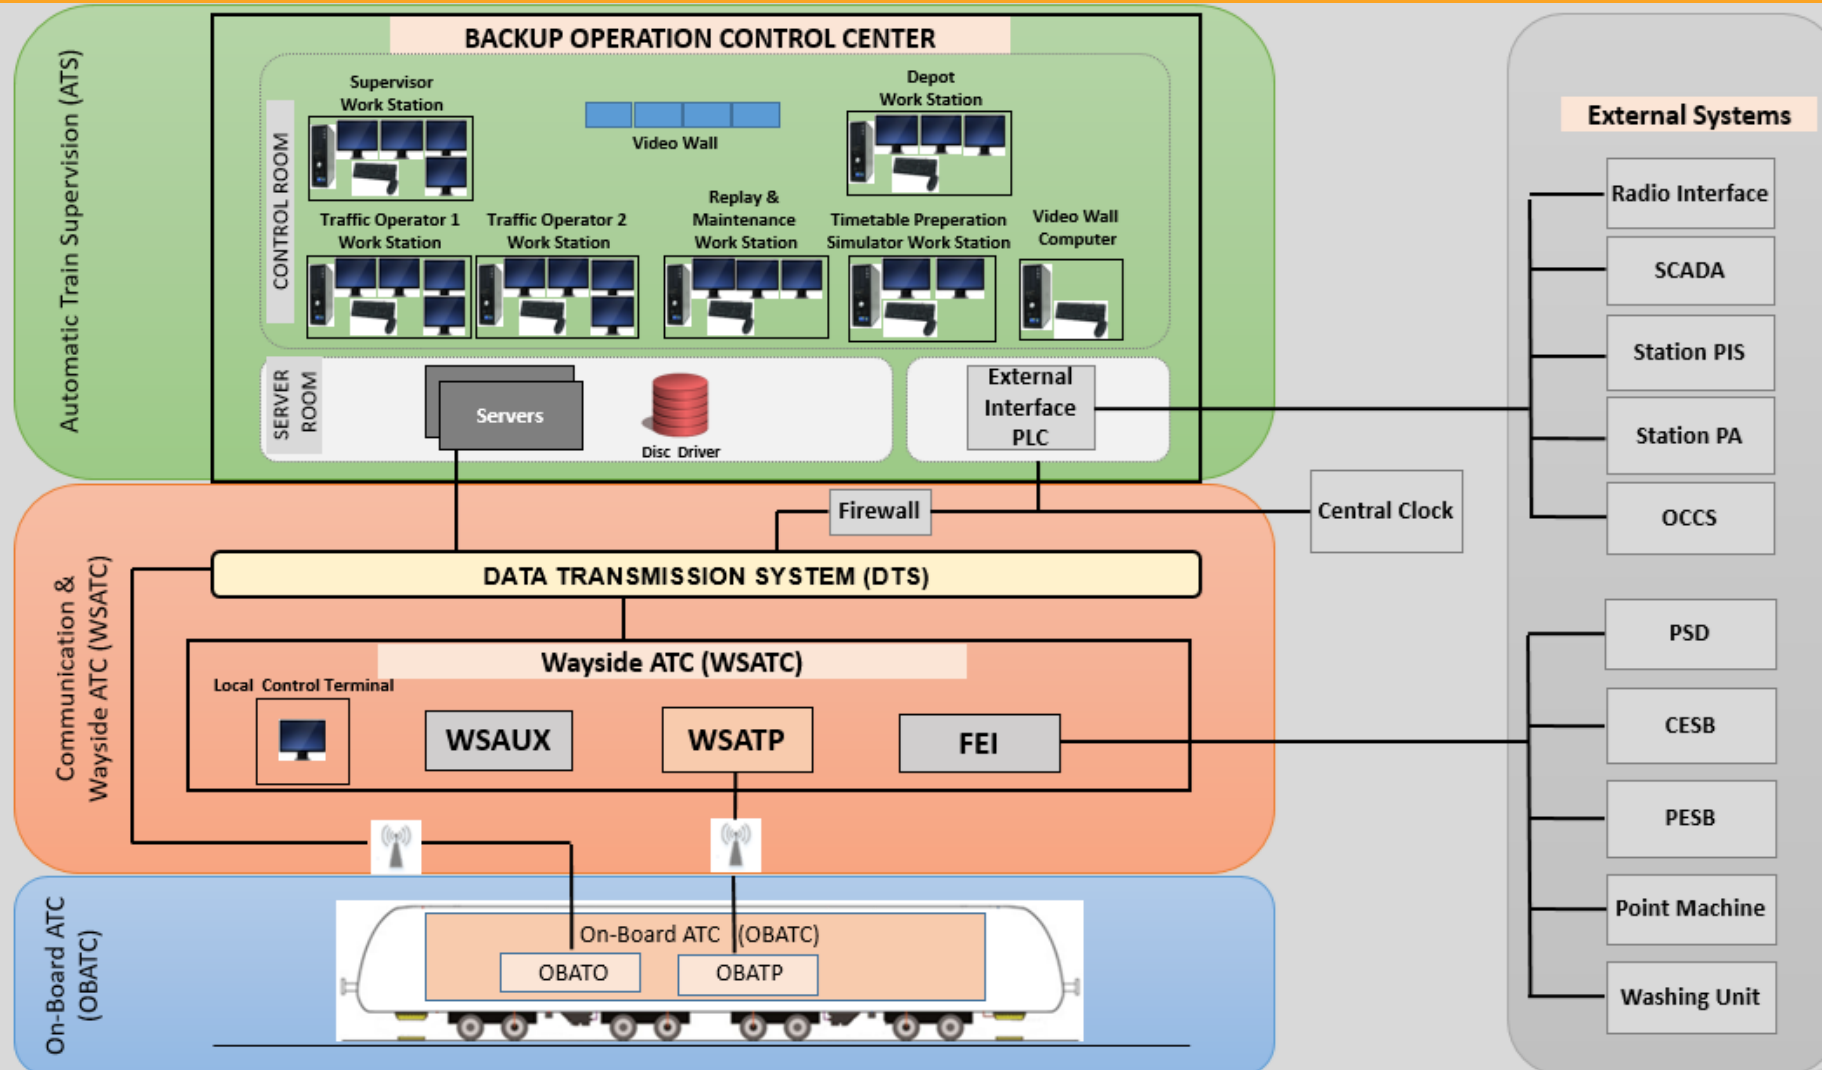 BACKUP OPERATION CONTROL CENTER
Automatic Train Supervision (ATS)
CONTROL ROOM
Supervisor
Work Station
Video Wall
Depot
Work Station
Traffic Operator 1
Work Station
Traffic Operator 2
Work Station
Replay &
Maintenance
Work Station
Timetable Preperation
Simulator Work Station
Video Wall
Computer
SERVER
ROOM
Servers
Disc Driver
External
Interface
PLC
Communication &
Wayside ATC (WSATC)
Firewall
Central Clock
DATA TRANSMISSION SYSTEM (DTS)
Wayside ATC (WSATC)
Local Control Terminal
WSAUX
WSATP
FEI
On-Board ATC
(OBATC)
On-Board ATC (OBATC)
OBATO
OBATP
External Systems
Radio Interface
SCADA
Station PIS
Station PA
OCCS
PSD
CESB
PESB
Point Machine
Washing Unit